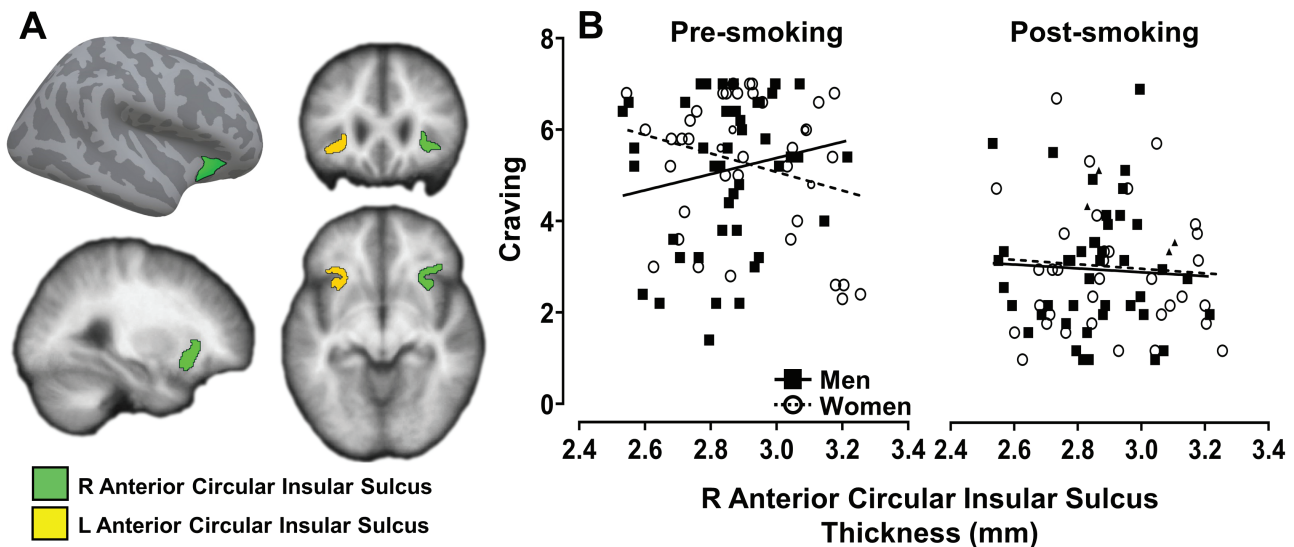 A
R Anterior Circular Insular Sulcus
L Anterior Circular Insular Sulcus
B
Pre-smoking
Post-smoking
Craving
8
6
4
2
0
Men
Women
2.4 2.6 2.8 3.0 3.2 3.4
2.4 2.6 2.8 3.0 3.2 3.4
R Anterior Circular Insular Sulcus
Thickness (mm)